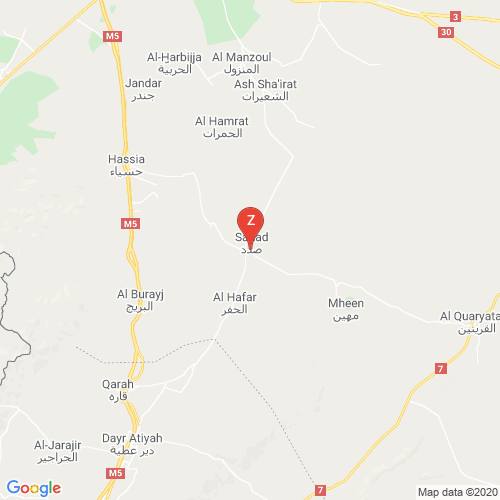 3
30
M5
Al-Harbijja
الحربية
Al Manzoul
المنزول
Jandar
جندر
Ash Sha'irat
الشعيرات
Al Hamrat
الحمرات
Hassia
حسياء
M5
Z
صدد
Al Burayj
البريج
Al Hafar
الحفر
Mheen
مهين
Al Quaryata
القريتين
7
Qarah
قارة
Al-Jarajir
الجراجير
Dayr Atiyah
دير عطية
M5
7
Google
Map data ©2020